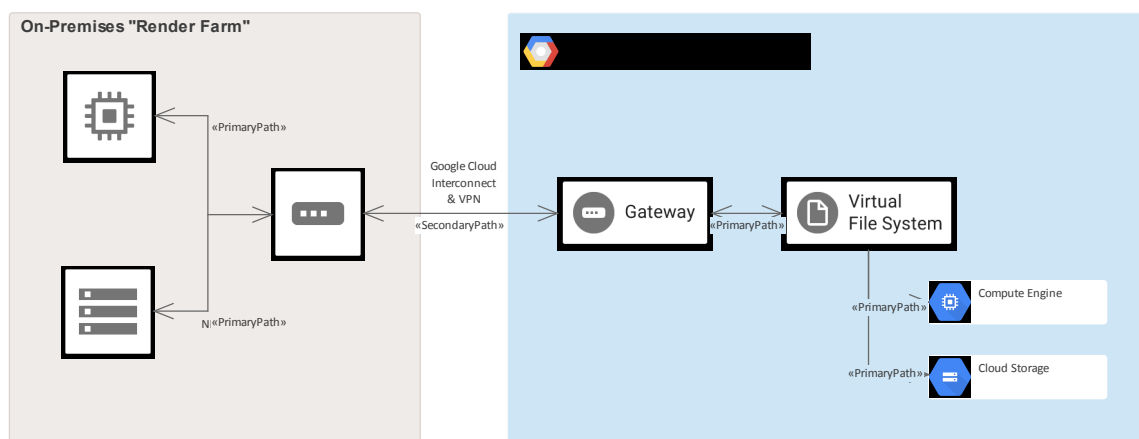 On-Premises "Render Farm"
«PrimaryPath»
Google Cloud
Interconnect
& VPN
«SecondaryPath»
Gateway
«PrimaryPath»
Virtual
File System
«PrimaryPath»
Compute Engine
«PrimaryPath»
«PrimaryPath»
Cloud Storage